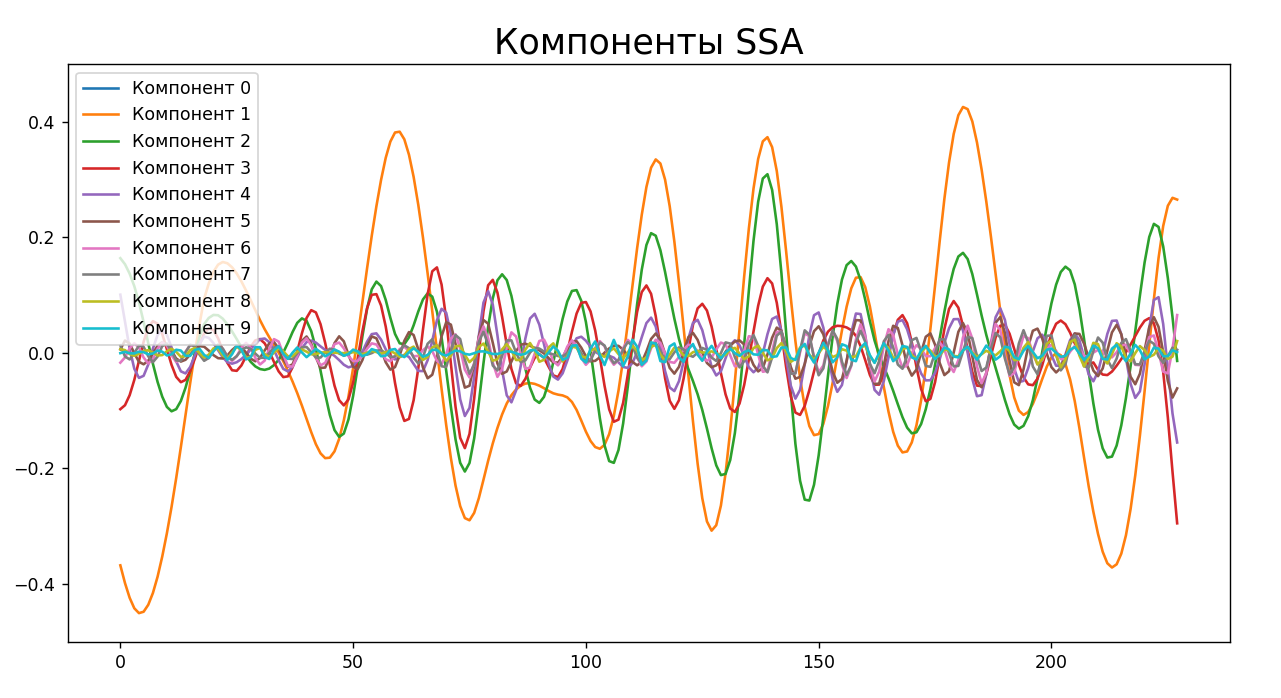 Компоненты SSA
Компонент 0
Компонент 1
Компонент 2
Компонент 3
Компонент 4
Компонент 5
Компонент 6
Компонент 7
Компонент 8
Компонент 9
0.4
0.2
0.0
−0.2
−0.4
0 50 100 150 200